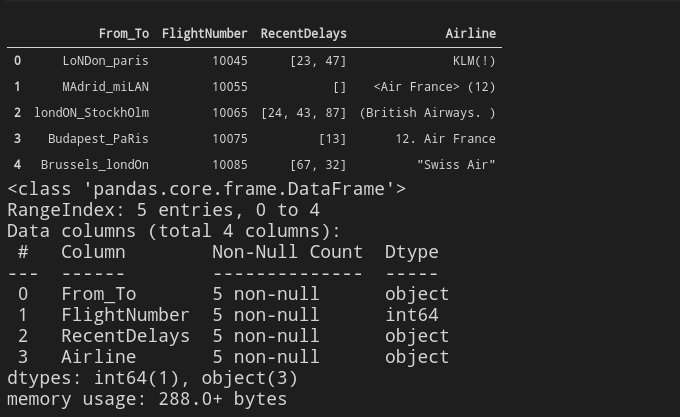 From_To FlightNumber RecentDelays Airline
0 LoNDon_paris 10045 [23, 47] KLM(!)
1 MAdrid_miLAN 10055 [] <Air France> (12)
2 londON_StockhOlm 10065 [24, 43, 87] (British Airways. )
3 Budapest_PaRis 10075 [13] 12. Air France
4 Brussels_londOn 10085 [67, 32] "Swiss Air"
<class 'pandas.core.frame.DataFrame'>
RangeIndex: 5 entries, 0 to 4
Data columns (total 4 columns):
# Column Non-Null Count Dtype
--- ------ -------------- -----
0 From_To 5 non-null object
1 FlightNumber 5 non-null int64
2 RecentDelays 5 non-null object
3 Airline 5 non-null object
dtypes: int64(1), object(3)
memory usage: 288.0+ bytes